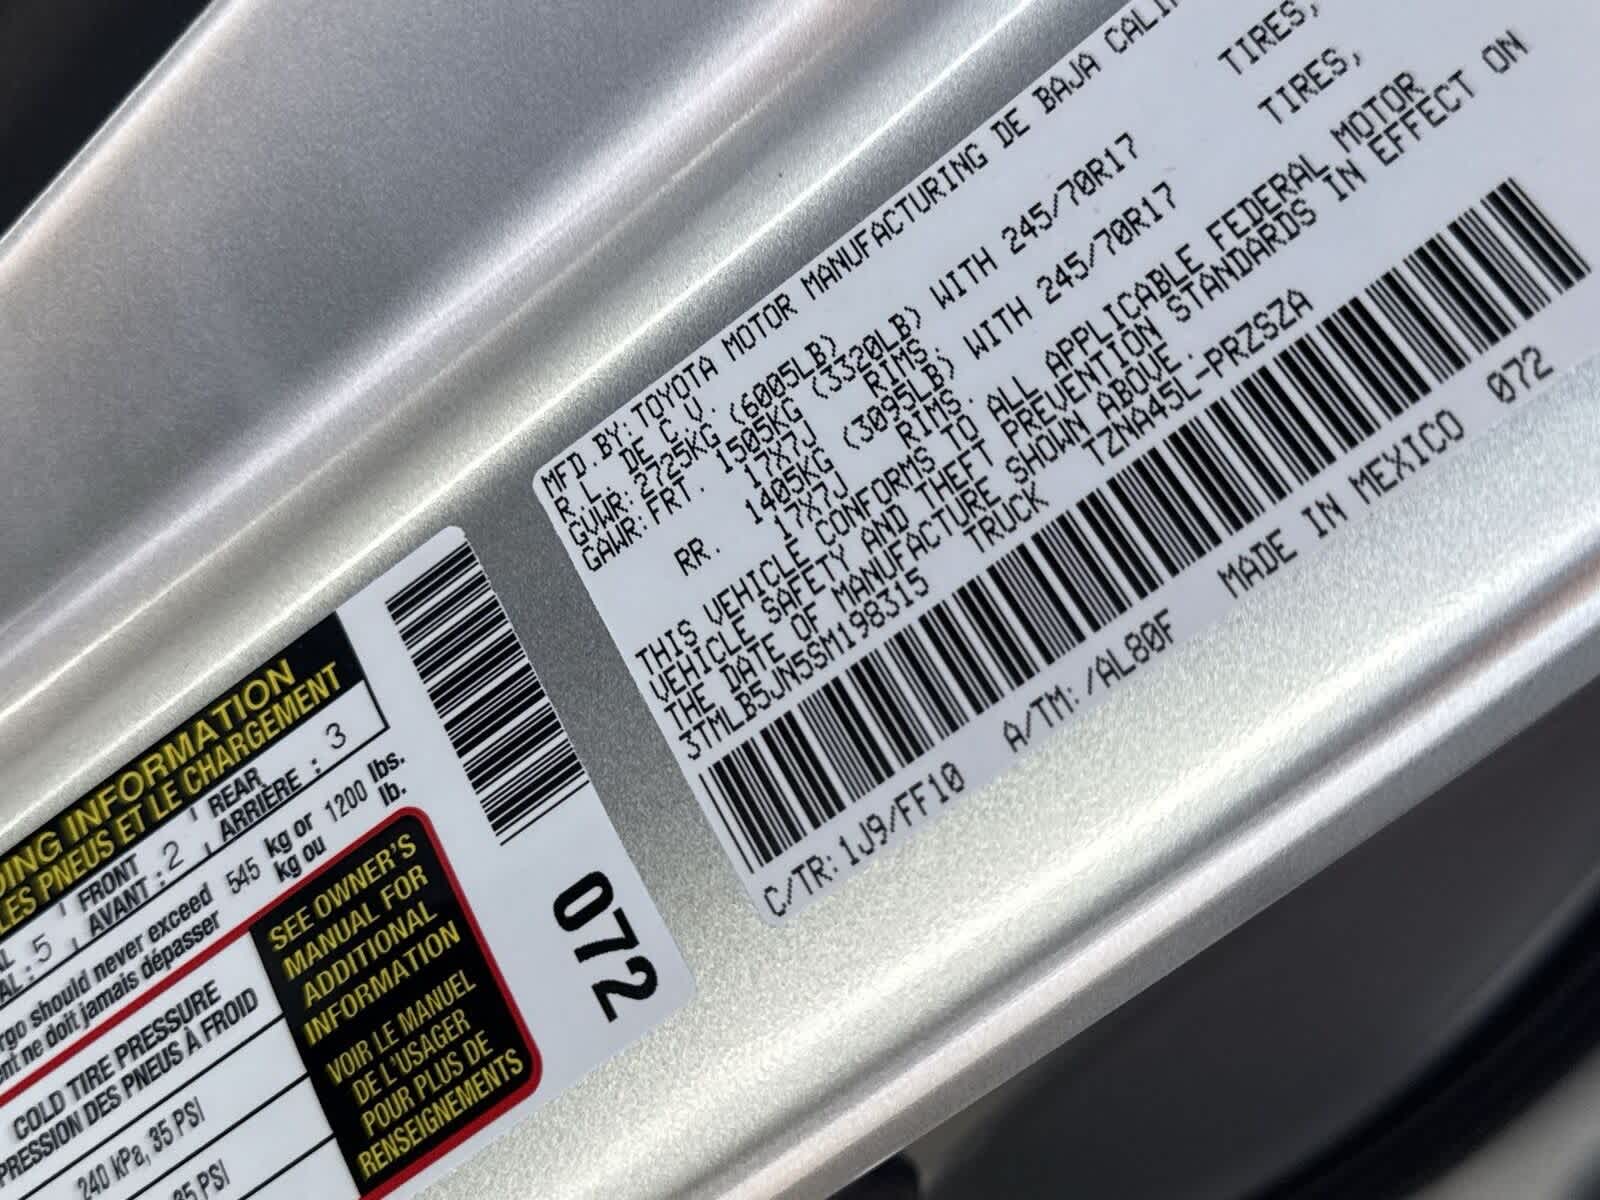 MFD.BY:TOYOTA MOTOR MANUFACTURING DE BAJA
R.L. DE C.V.
GVWR:2725KG (6005LB)
GAWR:FRT. 1505KG (3320LB) WITH 245/70R17 TIRES,
17X7J RIMS,
RR. 1405KG (3095LB) WITH 245/70R17 TIRES,
17X7J RIMS.
THIS VEHICLE CONFORMS TO ALL APPLICABLE FEDERAL MOTOR
VEHICLE SAFETY AND THEFT PREVENTION STANDARDS IN EFFECT ON
THE DATE OF MANUFACTURE SHOWN ABOVE.
3TMLB5JN5SM198315 TRUCK TZNA45L-PRZSZA
C/TR:1J9/FF10 A/TM:/AL80F MADE IN MEXICO 072
INFORMATION
LES PNEUS ET LE CHARGEMENT
5 FRONT 2 REAR 3
AVANT : ARRIÈRE :
should never exceed 545 kg or 1200 lbs.
ne doit jamais dépasser kg ou lb.
COLD TIRE PRESSURE
PRESSION DES PNEUS À FROID
240 kPa, 35 PSI
35 PSI
SEE OWNER'S
MANUAL FOR
ADDITIONAL
INFORMATION
VOIR LE MANUEL
DE L'USAGER
POUR PLUS DE
RENSEIGNEMENTS
072